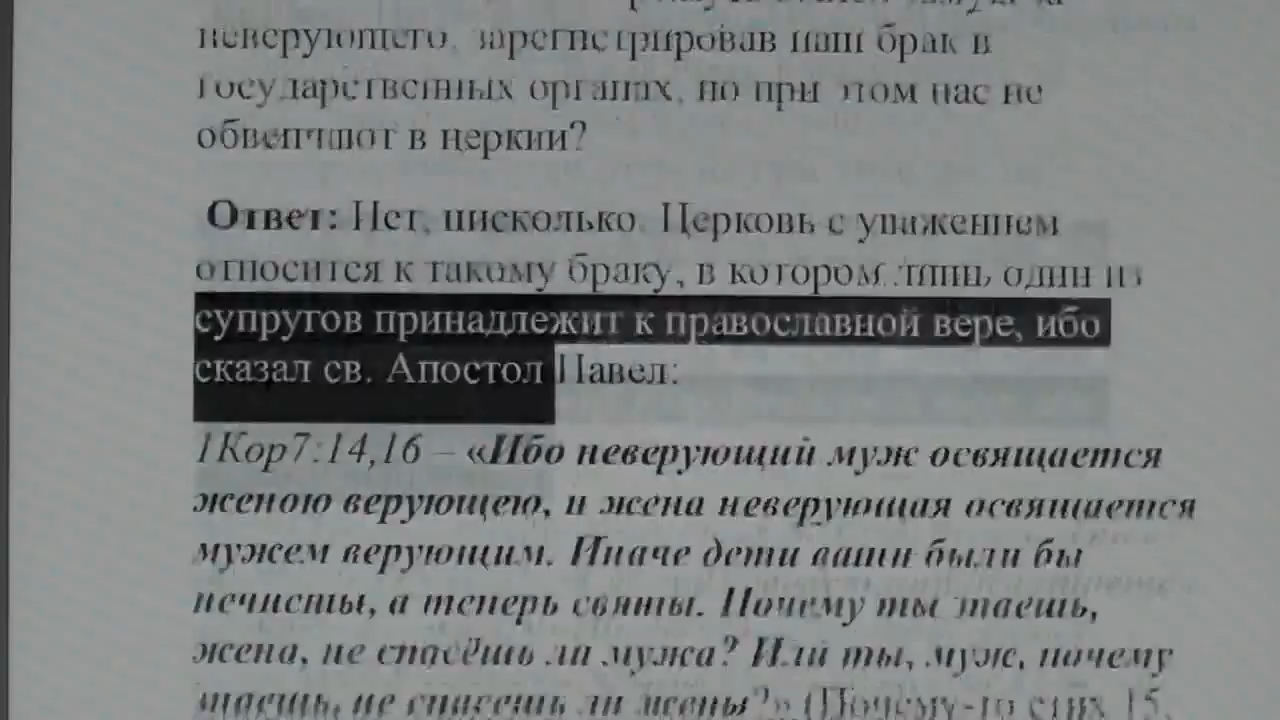 неверующего, зарегистрировав наш брак в
государственных органах, но при этом нас не
обвенчают в церкви?
Ответ: Нет, нисколько. Церковь с уважением
относится к такому браку, в котором лишь один из
супругов принадлежит к православной вере, ибо
сказал св. Апостол Павел:
1Кор7:14,16 – «Ибо неверующий муж освящается
женою верующею, и жена неверующая освящается
мужем верующим. Иначе дети ваши были бы
нечисты, а теперь святы. Почему ты знаешь,
жена, не спасёшь ли мужа? Или ты, муж, почему
знаешь, не спасешь ли жены?» (Почему-то стих 15,